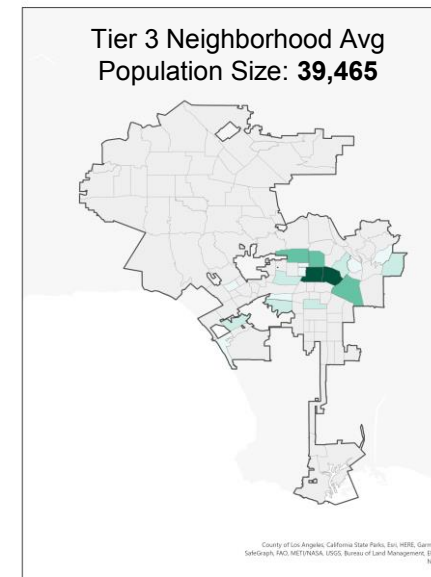 Tier 3 Neighborhood Avg
Population Size: 39,465
County of Los Angeles, California State Parks, Esri, HERE, Garm
SafeGraph, FAO, METI/NASA, USGS, Bureau of Land Management, E
N